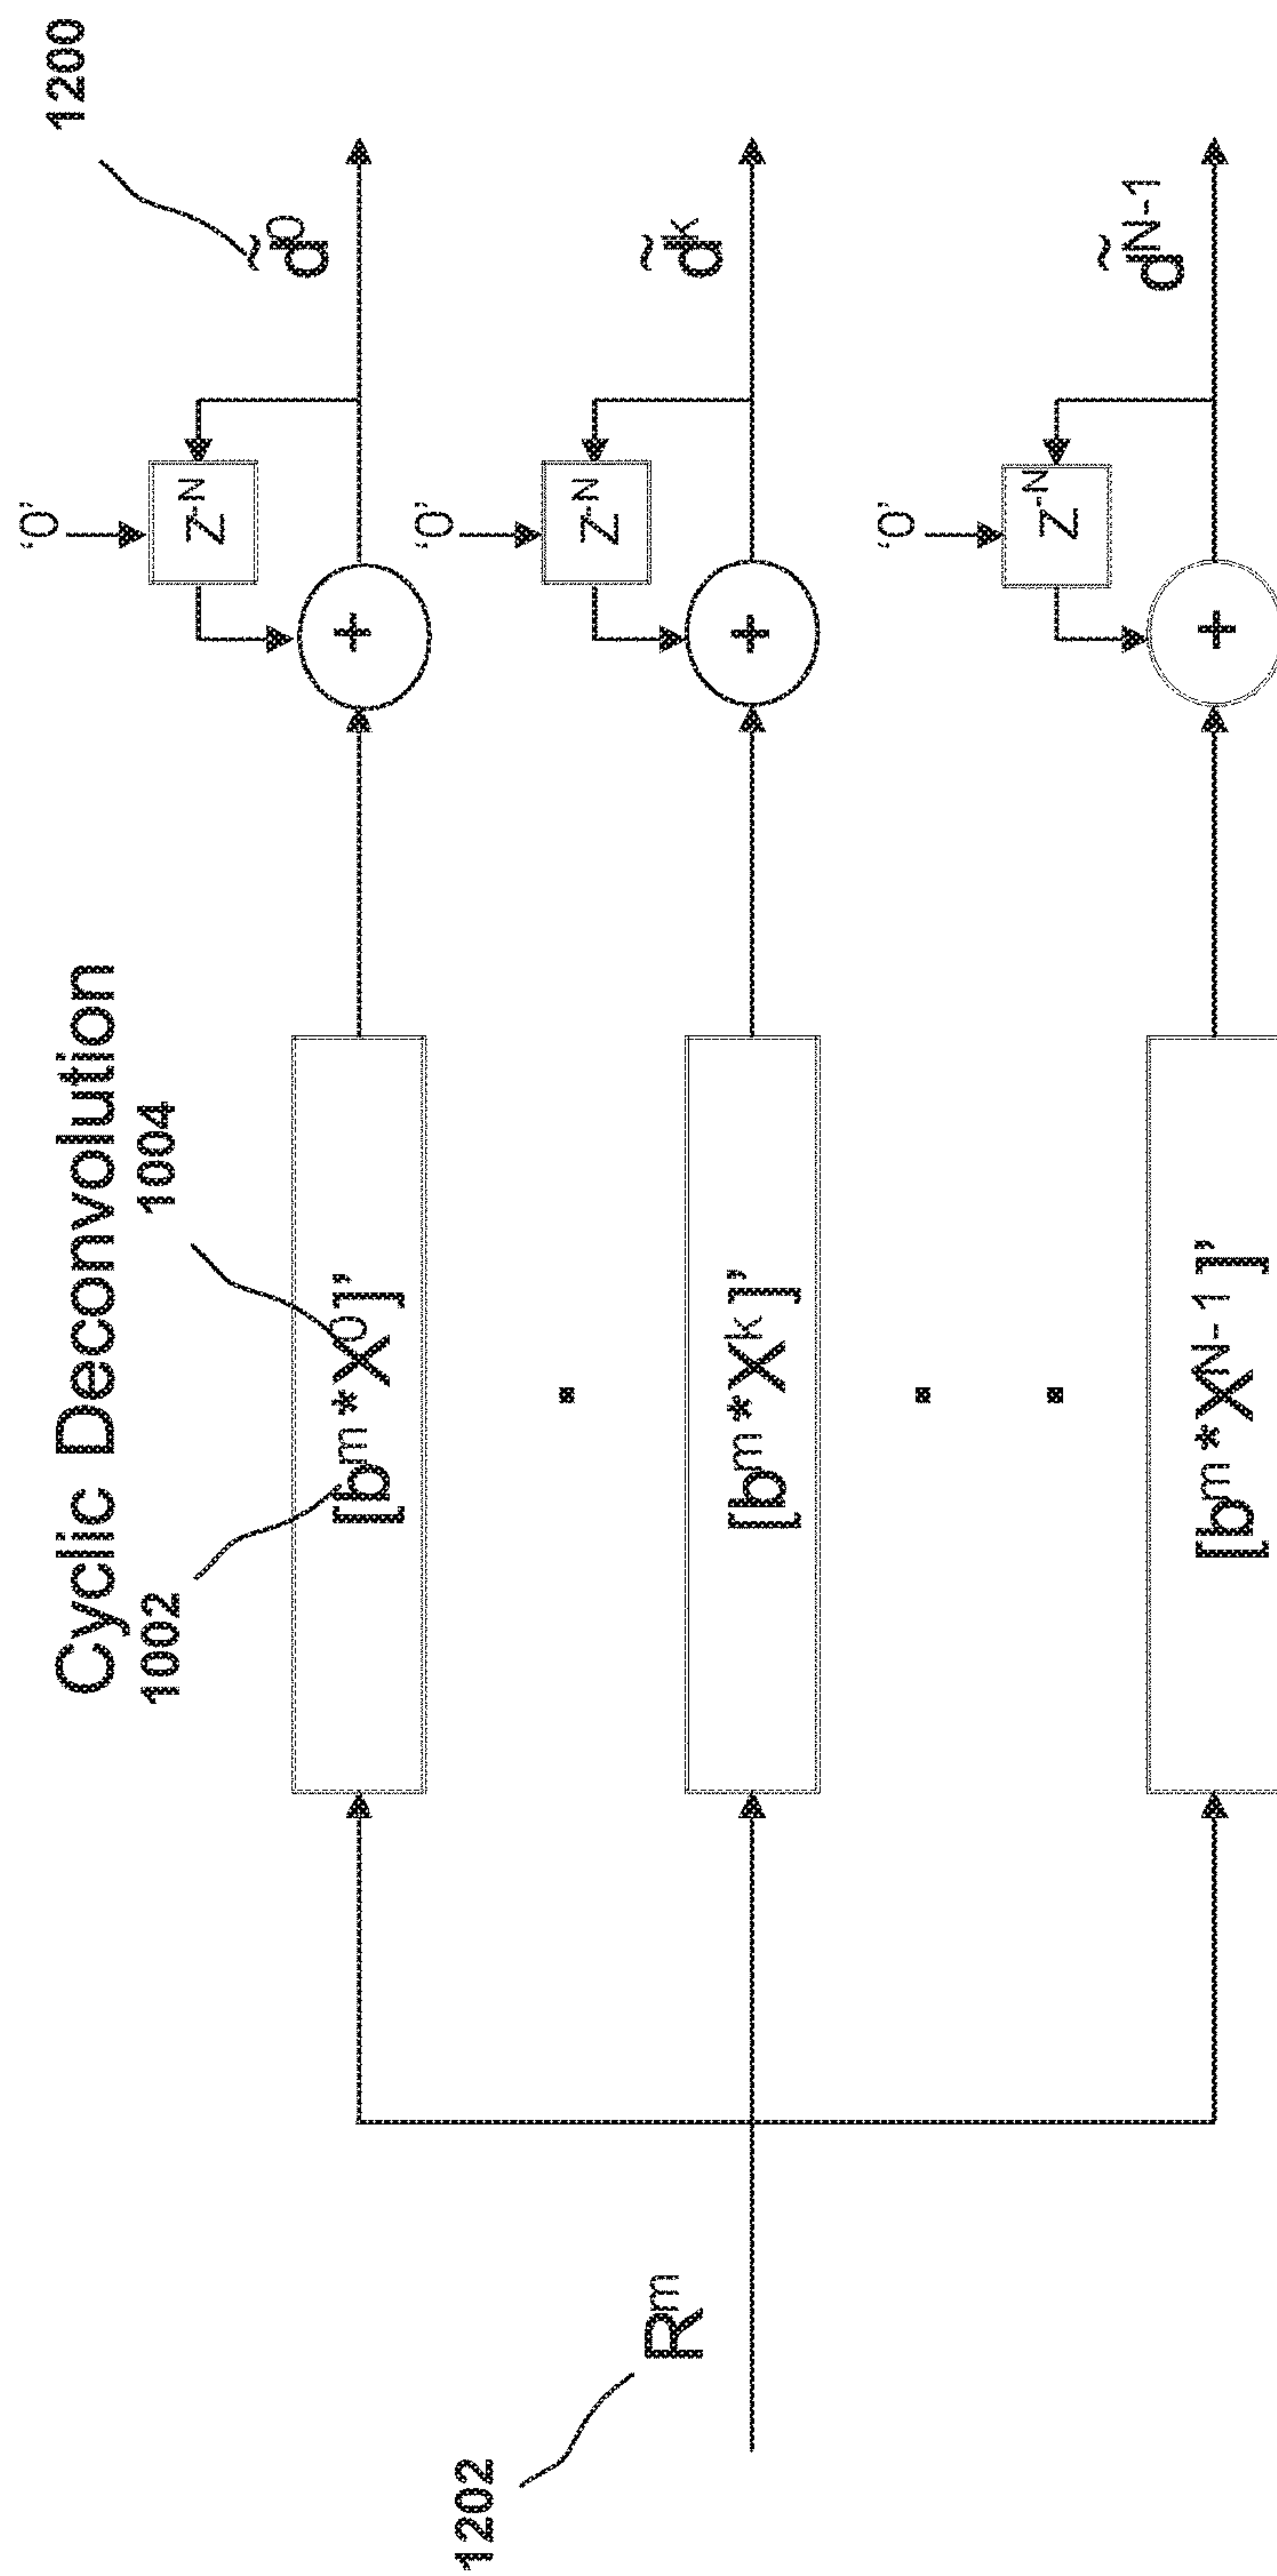 Cyclic Deconvolution
1200
1002
1004
'0'
Z^-N
[b^m * X^0]'
+
d̃^0
'0'
Z^-N
1202
R^m
[b^m * X^k]'
+
d̃^k
'0'
Z^-N
[b^m * X^N-1]'
+
d̃^N-1